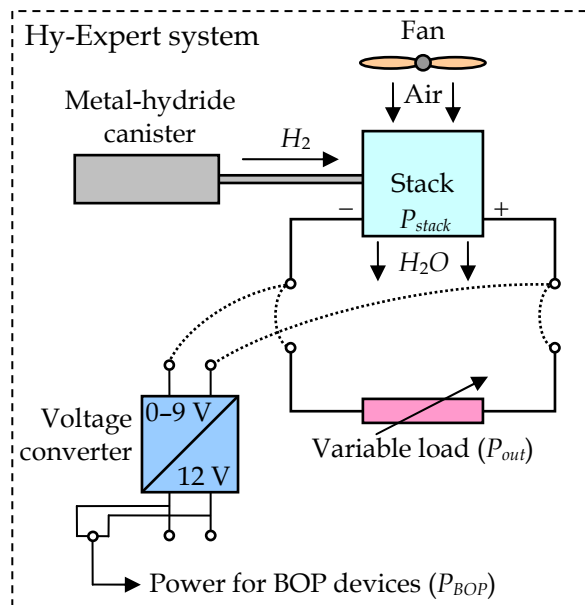 Hy-Expert system
Fan
Air
Metal-hydride
canister
H2
Stack
− +
Pstack
H2O
0–9 V
Voltage
converter
12 V
Variable load (Pout)
Power for BOP devices (PBOP)